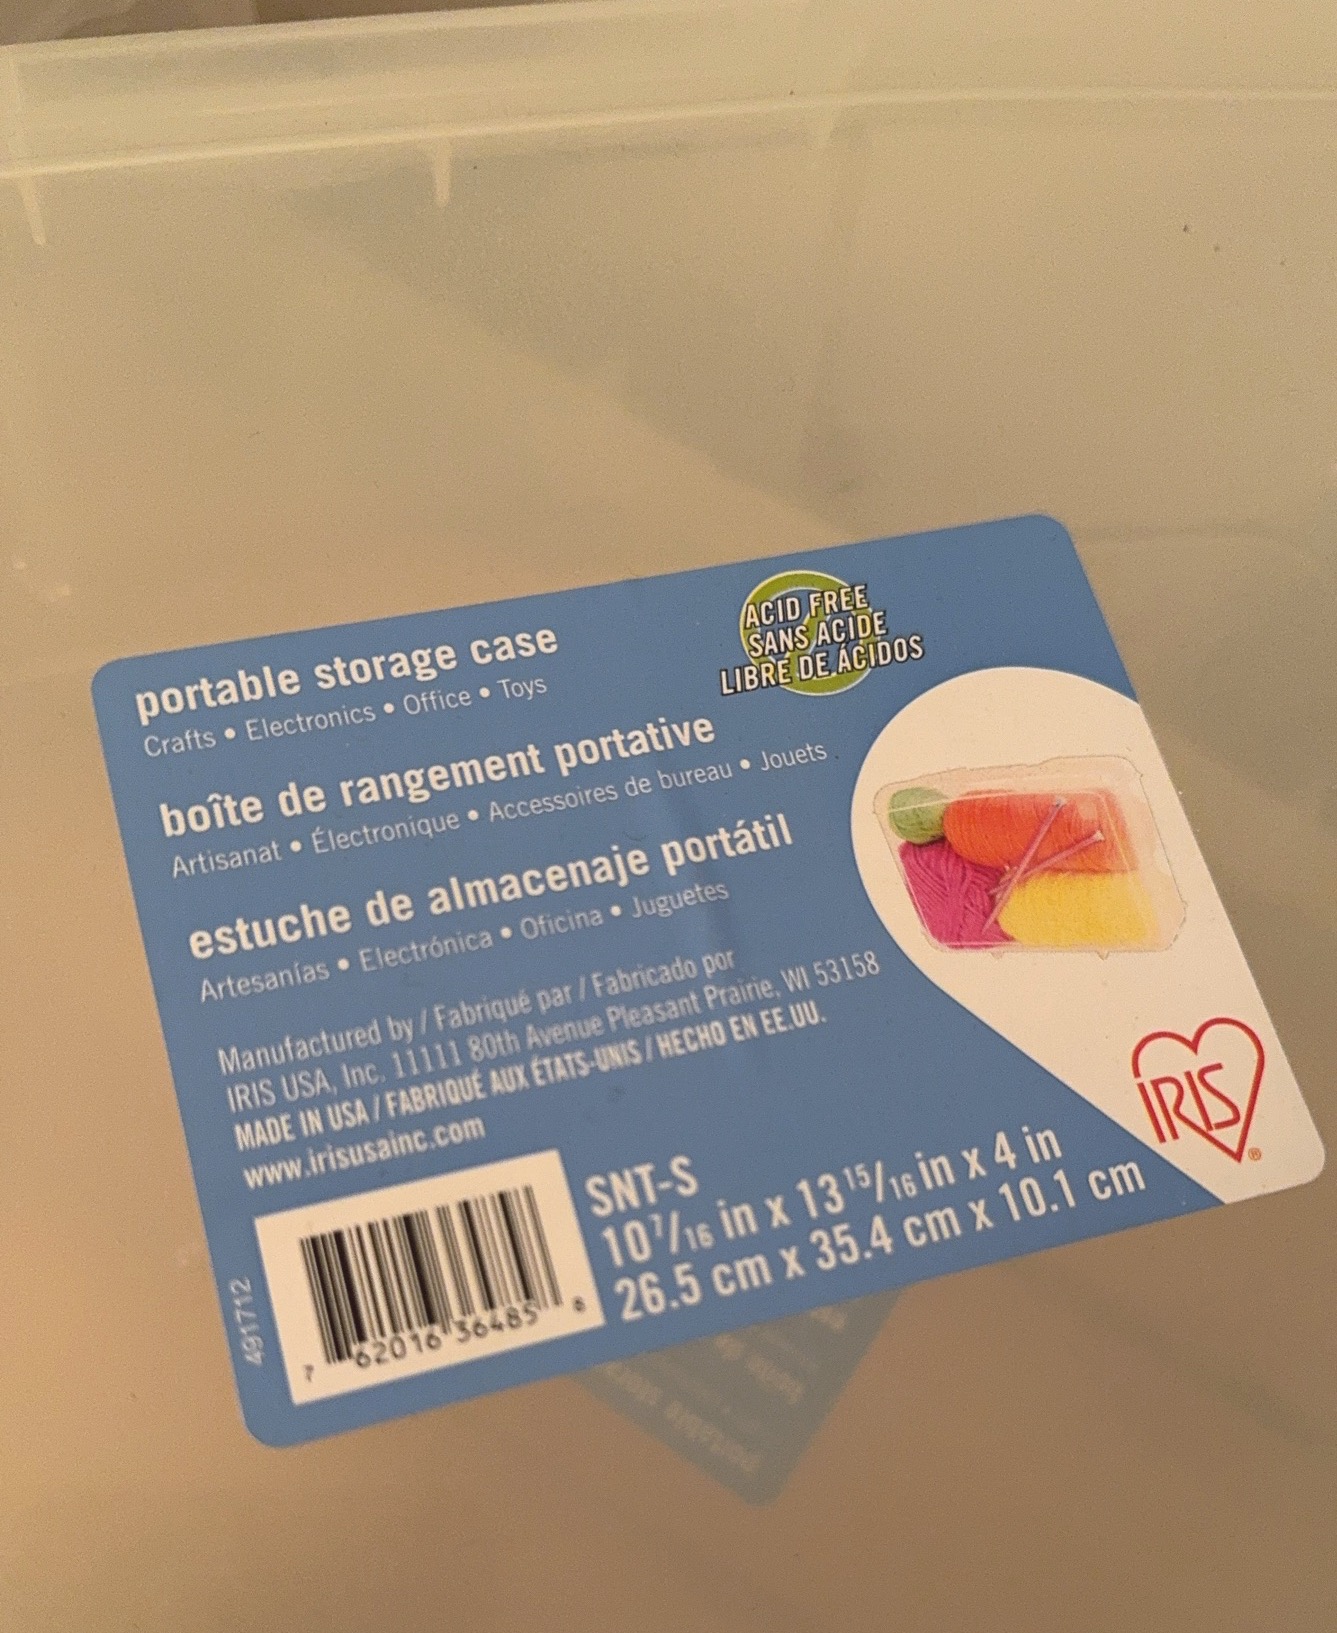 ACID FREE
SANS ACIDE
LIBRE DE ÁCIDOS
portable storage case
Crafts • Electronics • Office • Toys
boîte de rangement portative
Artisanat • Électronique • Accessoires de bureau • Jouets
estuche de almacenaje portátil
Artesanías • Electrónica • Oficina • Juguetes
Manufactured by / Fabriqué par / Fabricado por
IRIS USA, Inc. 11111 80th Avenue Pleasant Prairie, WI 53158
MADE IN USA / FABRIQUÉ AUX ÉTATS-UNIS / HECHO EN EE.UU.
www.irisusainc.com
IRIS®
SNT-S
10 7/16 in x 13 15/16 in x 4 in
26.5 cm x 35.4 cm x 10.1 cm
491712
7 62016 36485 8